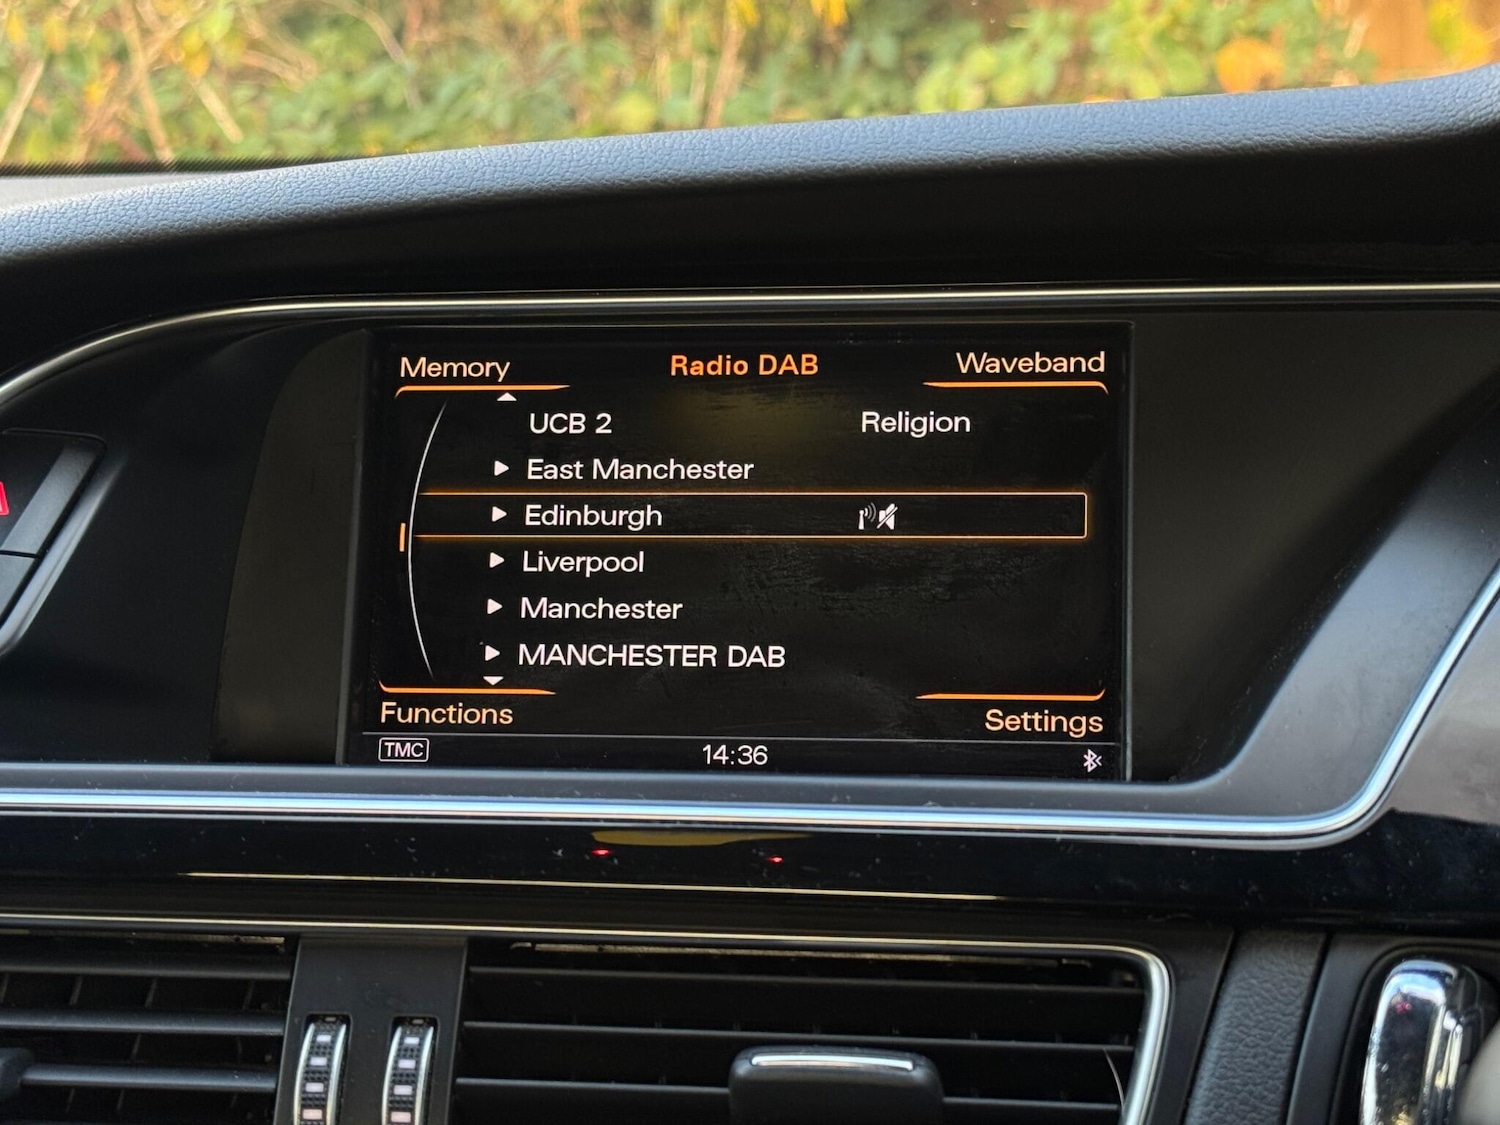 Memory Radio DAB Waveband
UCB 2 Religion
East Manchester
Edinburgh
Liverpool
Manchester
MANCHESTER DAB
Functions Settings
TMC 14:36